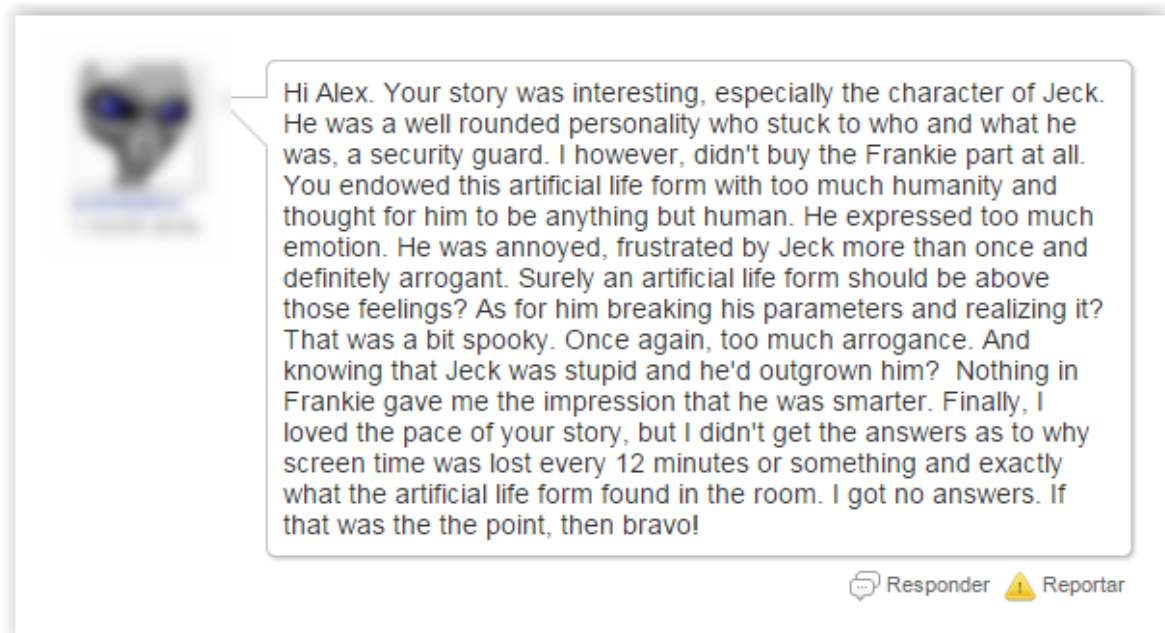 Hi Alex. Your story was interesting, especially the character of Jeck.
He was a well rounded personality who stuck to who and what he
was, a security guard. I however, didn't buy the Frankie part at all.
You endowed this artificial life form with too much humanity and
thought for him to be anything but human. He expressed too much
emotion. He was annoyed, frustrated by Jeck more than once and
definitely arrogant. Surely an artificial life form should be above
those feelings? As for him breaking his parameters and realizing it?
That was a bit spooky. Once again, too much arrogance. And
knowing that Jeck was stupid and he'd outgrown him?  Nothing in
Frankie gave me the impression that he was smarter. Finally, I
loved the pace of your story, but I didn't get the answers as to why
screen time was lost every 12 minutes or something and exactly
what the artificial life form found in the room. I got no answers. If
that was the the point, then bravo!
Responder Reportar